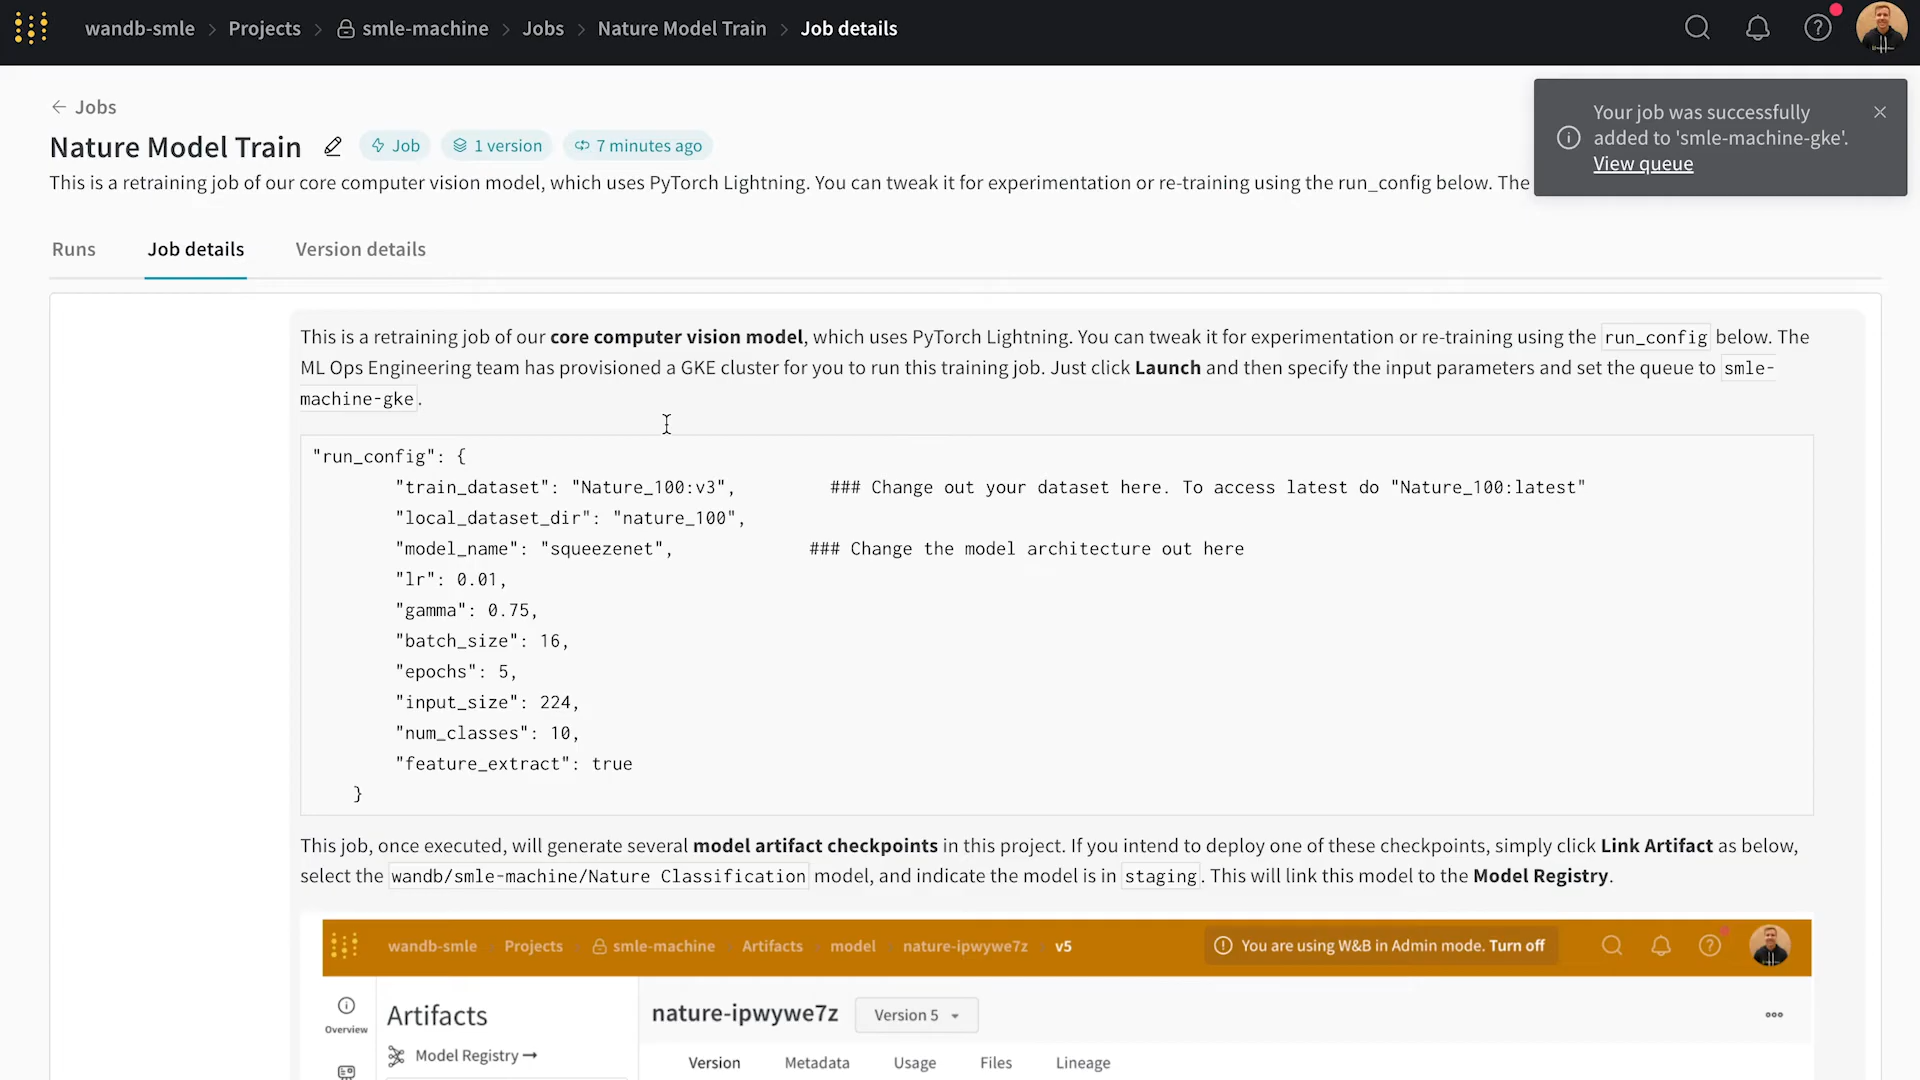 wandb-smle > Projects > smle-machine > Jobs > Nature Model Train > Job details
Your job was successfully
added to 'smle-machine-gke'.
View queue
← Jobs
Nature Model Train Job 1 version 7 minutes ago
This is a retraining job of our core computer vision model, which uses PyTorch Lightning. You can tweak it for experimentation or re-training using the run_config below. The
Runs Job details Version details
This is a retraining job of our core computer vision model, which uses PyTorch Lightning. You can tweak it for experimentation or re-training using the run_config below. The
ML Ops Engineering team has provisioned a GKE cluster for you to run this training job. Just click Launch and then specify the input parameters and set the queue to smle-
machine-gke.
"run_config": {
"train_dataset": "Nature_100:v3", ### Change out your dataset here. To access latest do "Nature_100:latest"
"local_dataset_dir": "nature_100",
"model_name": "squeezenet", ### Change the model architecture out here
"lr": 0.01,
"gamma": 0.75,
"batch_size": 16,
"epochs": 5,
"input_size": 224,
"num_classes": 10,
"feature_extract": true
}
This job, once executed, will generate several model artifact checkpoints in this project. If you intend to deploy one of these checkpoints, simply click Link Artifact as below,
select the wandb/smle-machine/Nature Classification model, and indicate the model is in staging. This will link this model to the Model Registry.
wandb-smle Projects smle-machine Artifacts model nature-ipwywe7z v5 You are using W&B in Admin mode. Turn off
Overview
Artifacts
Model Registry →
nature-ipwywe7z Version 5
Version Metadata Usage Files Lineage